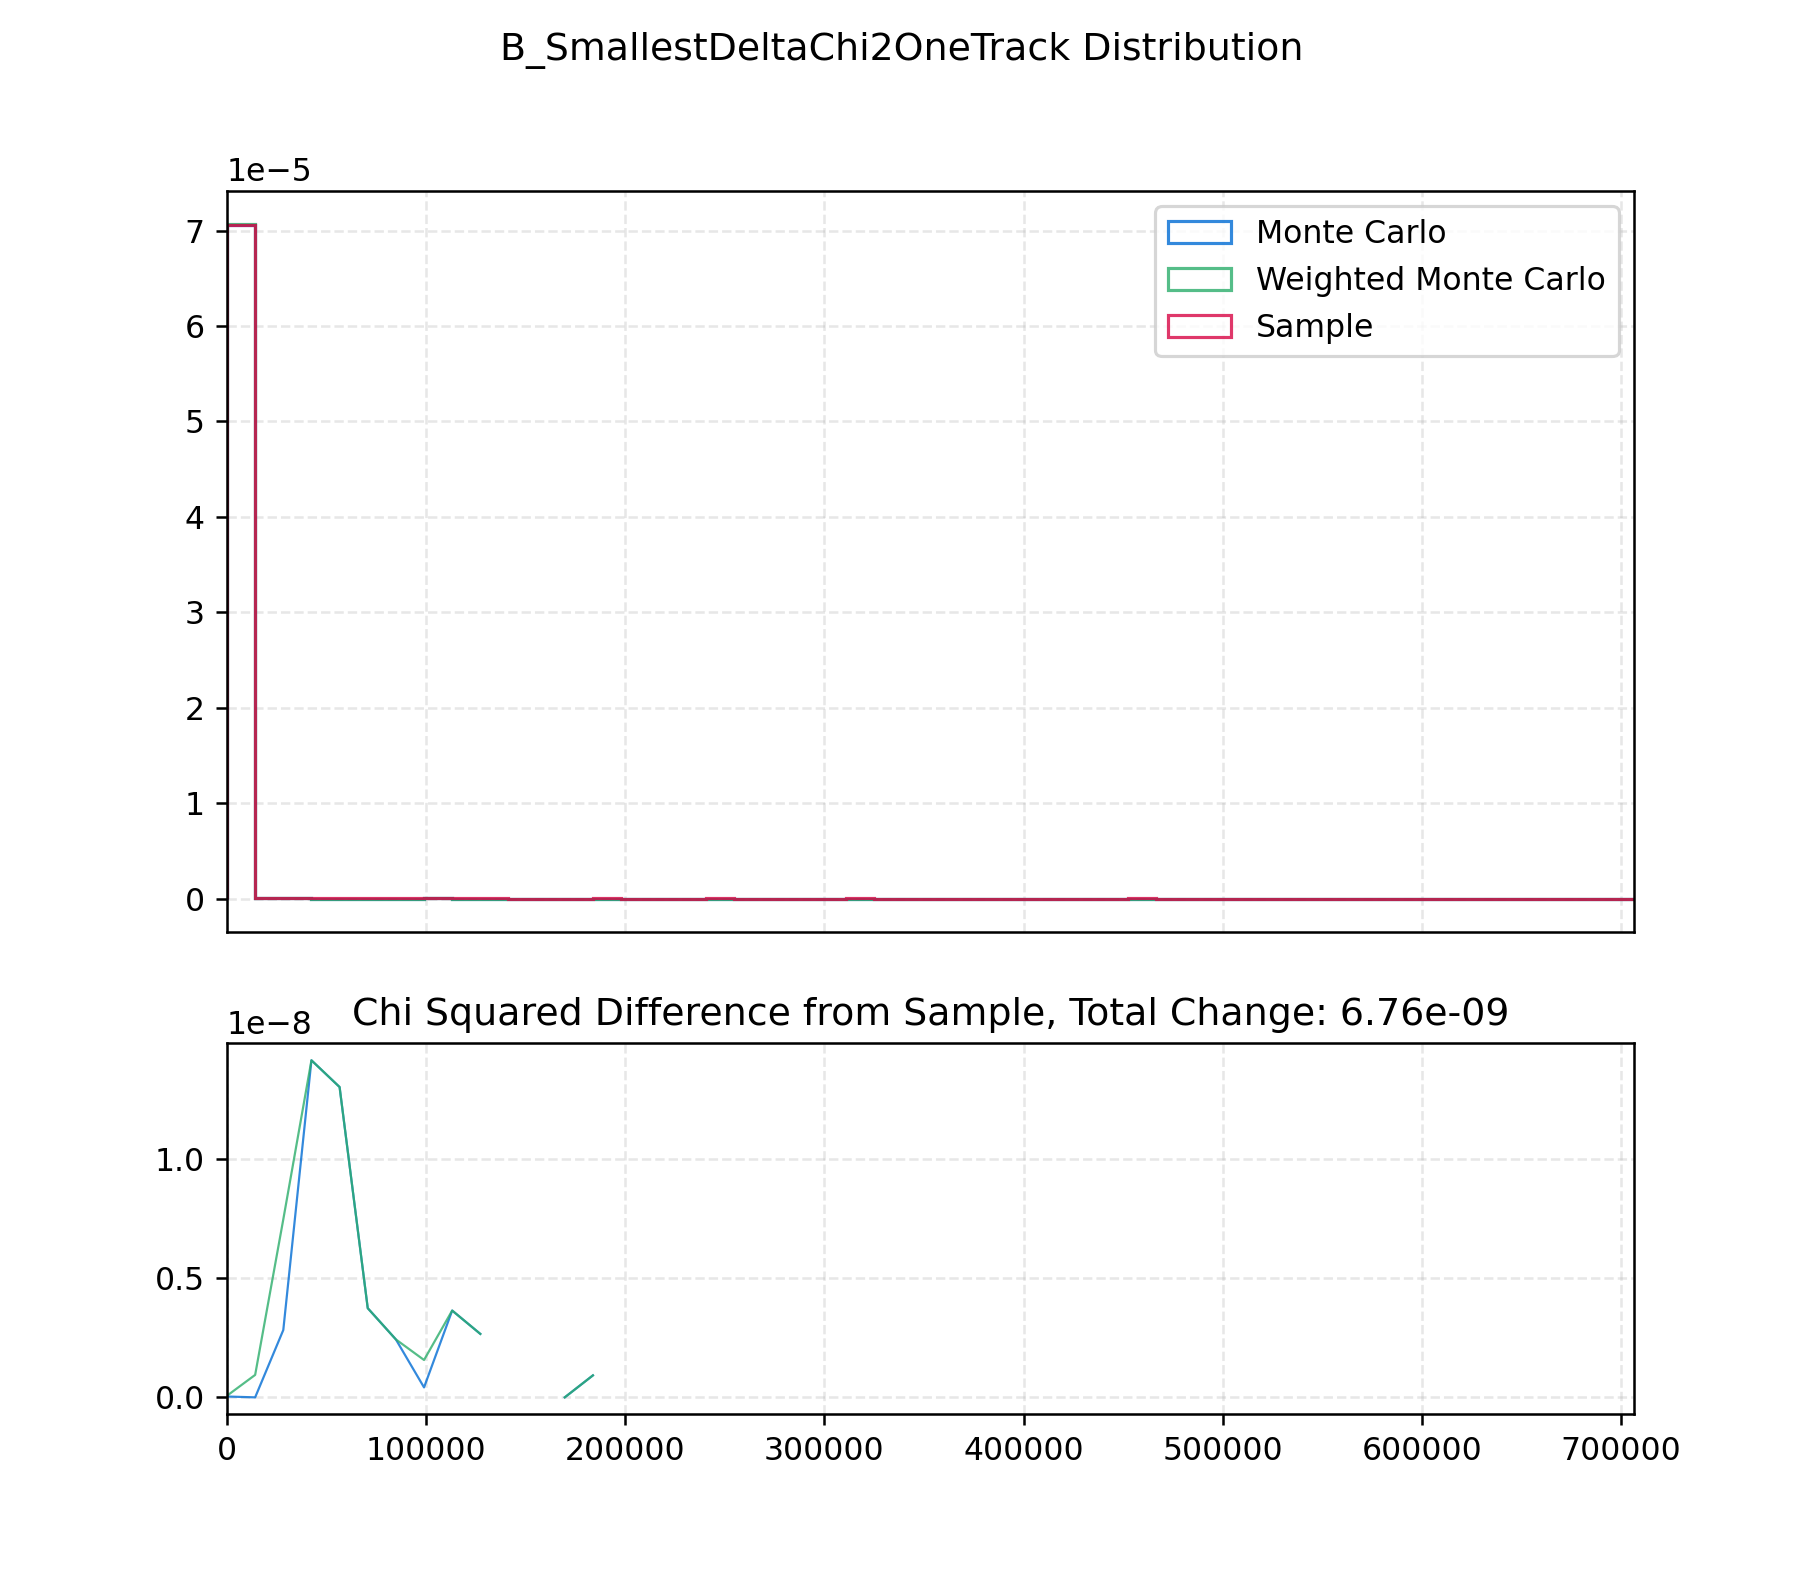 B_SmallestDeltaChi2OneTrack Distribution
1e−5
7
6
5
4
3
2
1
0
Monte Carlo
Weighted Monte Carlo
Sample
Chi Squared Difference from Sample, Total Change: 6.76e-09
1e−8
1.0
0.5
0.0
0 100000 200000 300000 400000 500000 600000 700000